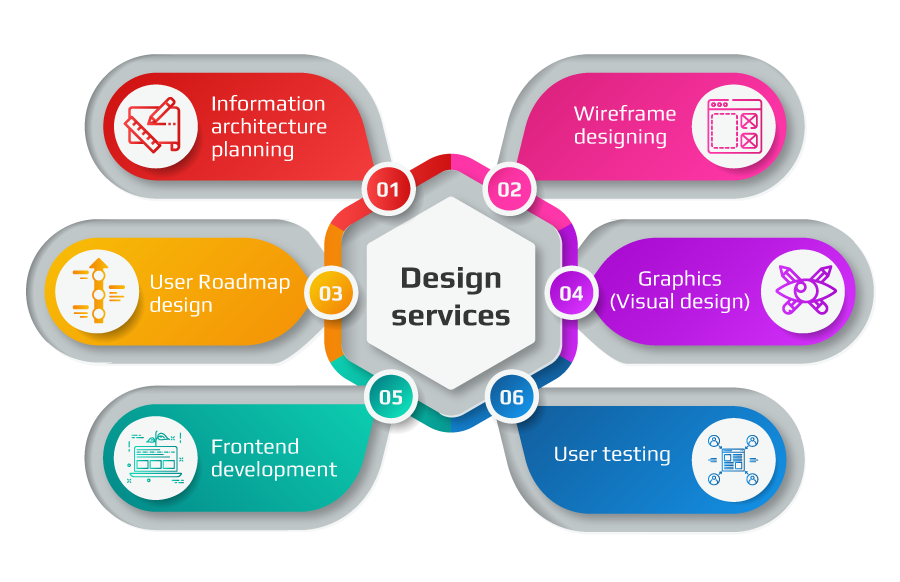 Information
architecture
planning
01
Wireframe
designing
02
User Roadmap
design
03
Design
services
04
Graphics
(Visual design)
05
Frontend
development
06
User testing